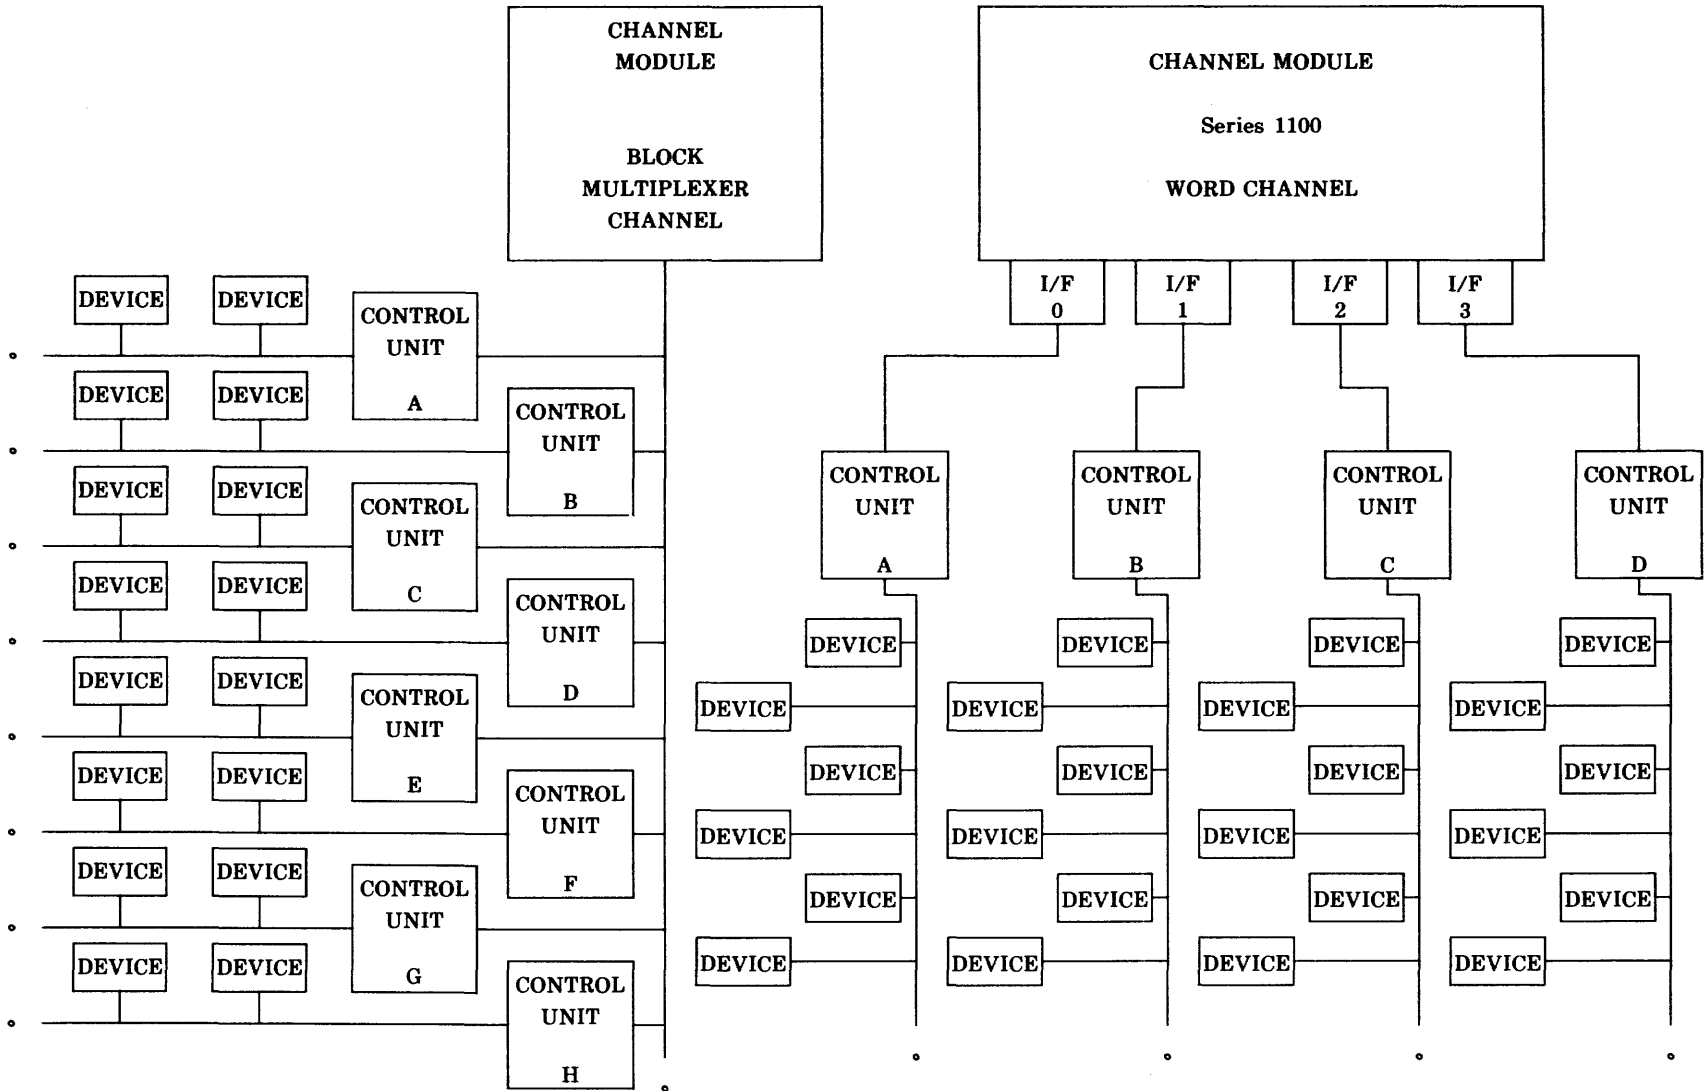 CHANNEL
MODULE
BLOCK
MULTIPLEXER
CHANNEL
CHANNEL MODULE
Series 1100
WORD CHANNEL
I/F
0
I/F
1
I/F
2
I/F
3
DEVICE
DEVICE
CONTROL
UNIT
A
DEVICE
DEVICE
CONTROL
UNIT
B
DEVICE
DEVICE
CONTROL
UNIT
C
DEVICE
DEVICE
CONTROL
UNIT
D
DEVICE
DEVICE
CONTROL
UNIT
E
DEVICE
DEVICE
CONTROL
UNIT
F
DEVICE
DEVICE
CONTROL
UNIT
G
DEVICE
DEVICE
CONTROL
UNIT
H
CONTROL
UNIT
A
DEVICE
DEVICE
DEVICE
DEVICE
DEVICE
DEVICE
CONTROL
UNIT
B
DEVICE
DEVICE
DEVICE
DEVICE
DEVICE
DEVICE
CONTROL
UNIT
C
DEVICE
DEVICE
DEVICE
DEVICE
DEVICE
DEVICE
CONTROL
UNIT
D
DEVICE
DEVICE
DEVICE
DEVICE
DEVICE
DEVICE